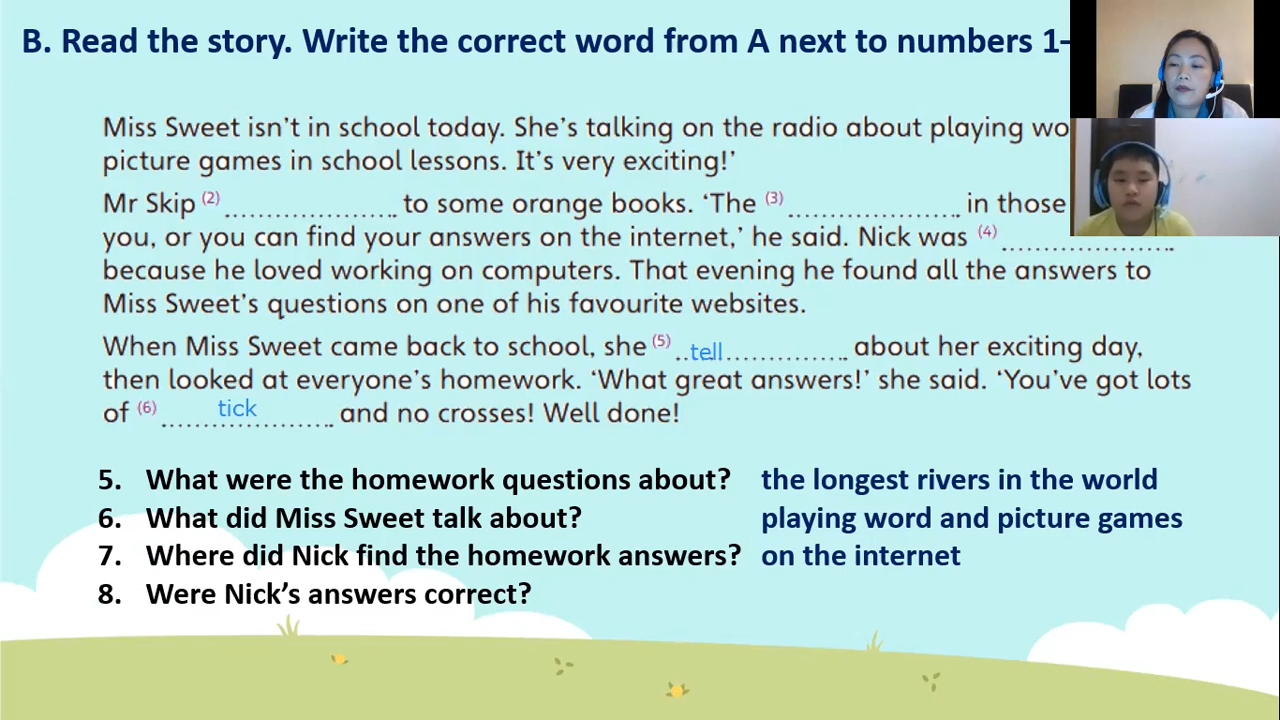 B. Read the story. Write the correct word from A next to numbers 1-
Miss Sweet isn't in school today. She's talking on the radio about playing wo
picture games in school lessons. It's very exciting!'
Mr Skip (2) ........................ to some orange books. 'The (3) ........................ in those
you, or you can find your answers on the internet,' he said. Nick was (4) ........................
because he loved working on computers. That evening he found all the answers to
Miss Sweet's questions on one of his favourite websites.
When Miss Sweet came back to school, she (5) ..tell................ about her exciting day,
then looked at everyone's homework. 'What great answers!' she said. 'You've got lots
of (6) tick ........................ and no crosses! Well done!
5. What were the homework questions about? the longest rivers in the world
6. What did Miss Sweet talk about? playing word and picture games
7. Where did Nick find the homework answers? on the internet
8. Were Nick's answers correct?